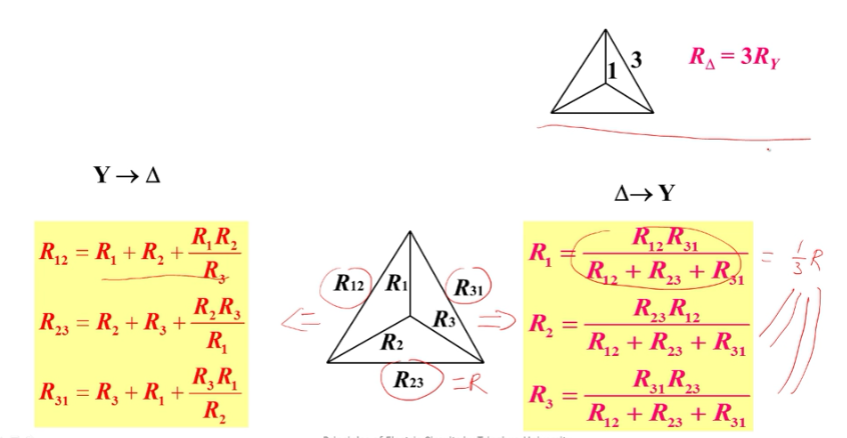 1 3 R_Δ = 3R_Y
Y → Δ
Δ → Y
R_12 = R_1 + R_2 + R_1R_2 / R_3
R_23 = R_2 + R_3 + R_2R_3 / R_1
R_31 = R_3 + R_1 + R_3R_1 / R_2
R_12 R_1 R_31
R_2 R_3
R_23 = R
R_1 = R_12R_31 / (R_12 + R_23 + R_31) = 1/3 R
R_2 = R_23R_12 / (R_12 + R_23 + R_31)
R_3 = R_31R_23 / (R_12 + R_23 + R_31)